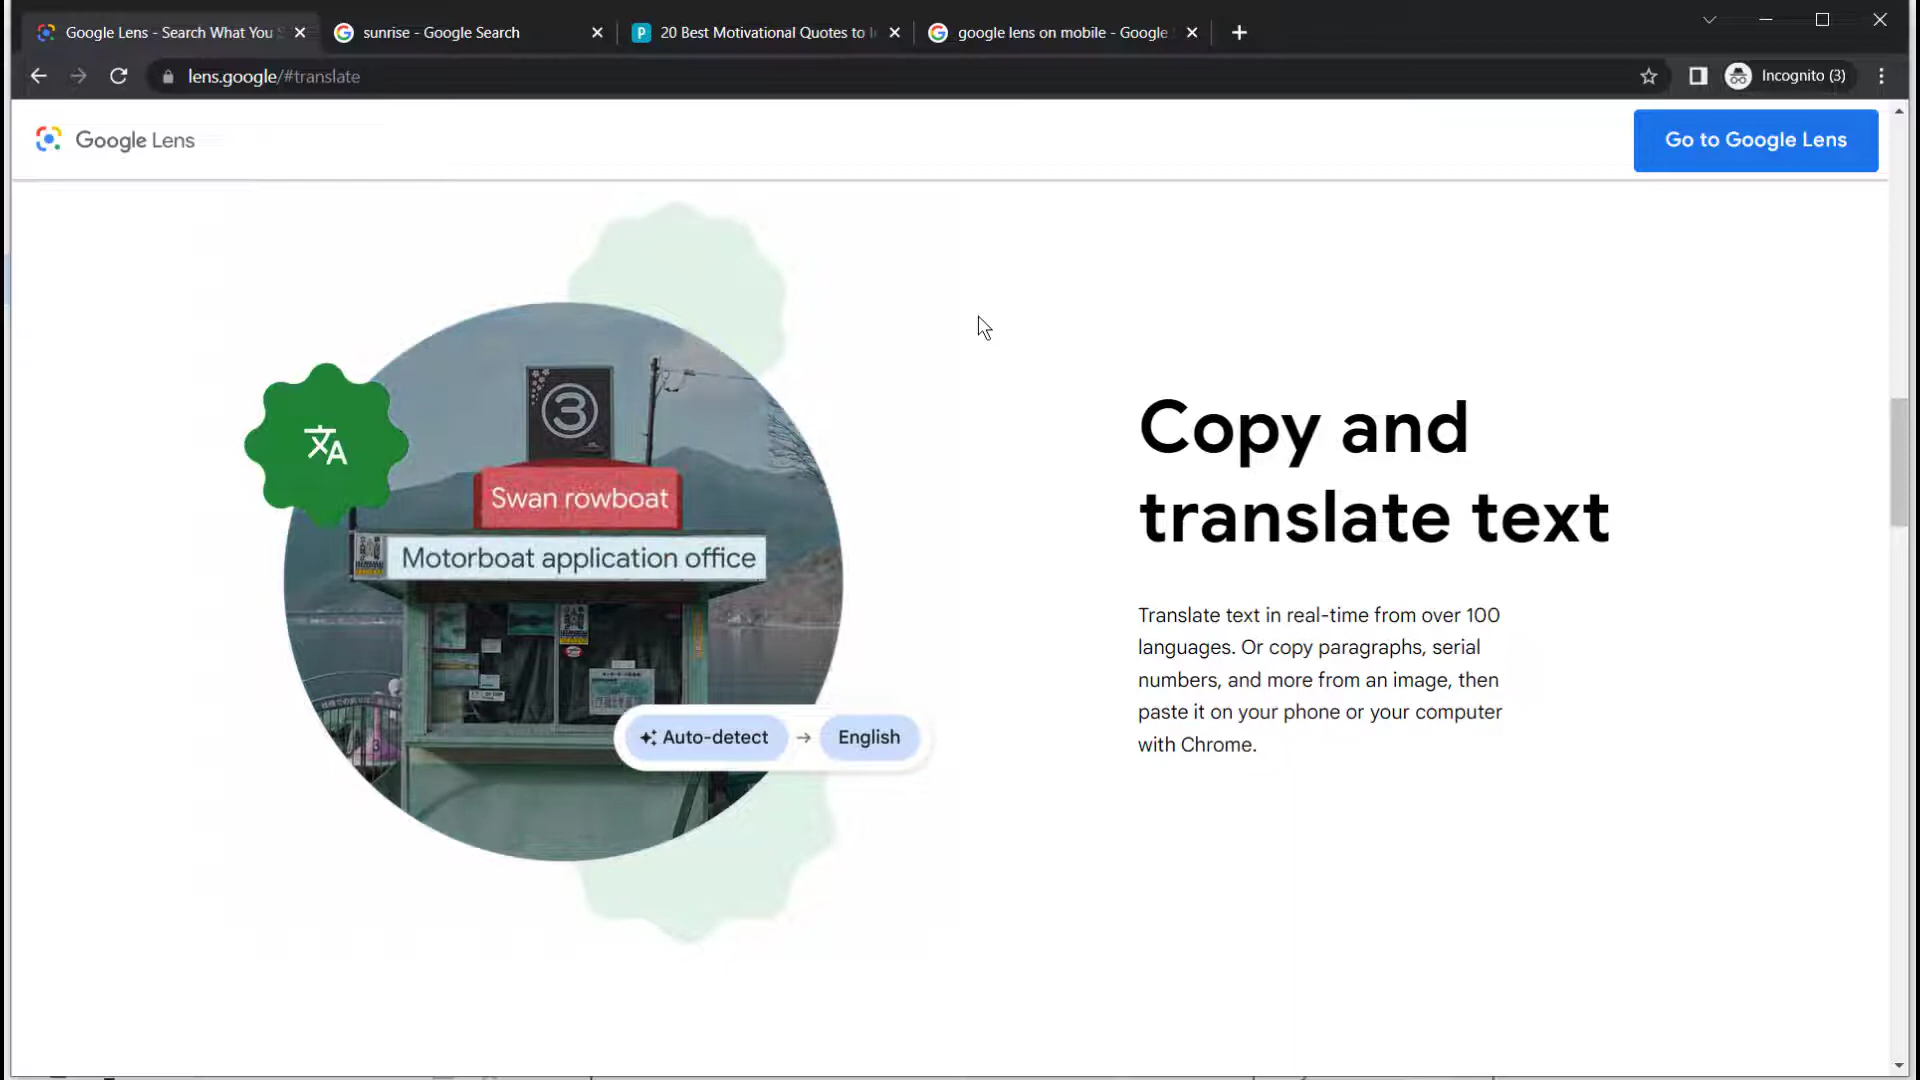 Google Lens - Search What You S
sunrise - Google Search
20 Best Motivational Quotes to I
google lens on mobile - Google
lens.google/#translate
Incognito (3)
Google Lens
Go to Google Lens
3
文A
Swan rowboat
Motorboat application office
Auto-detect → English
Copy and
translate text
Translate text in real-time from over 100
languages. Or copy paragraphs, serial
numbers, and more from an image, then
paste it on your phone or your computer
with Chrome.